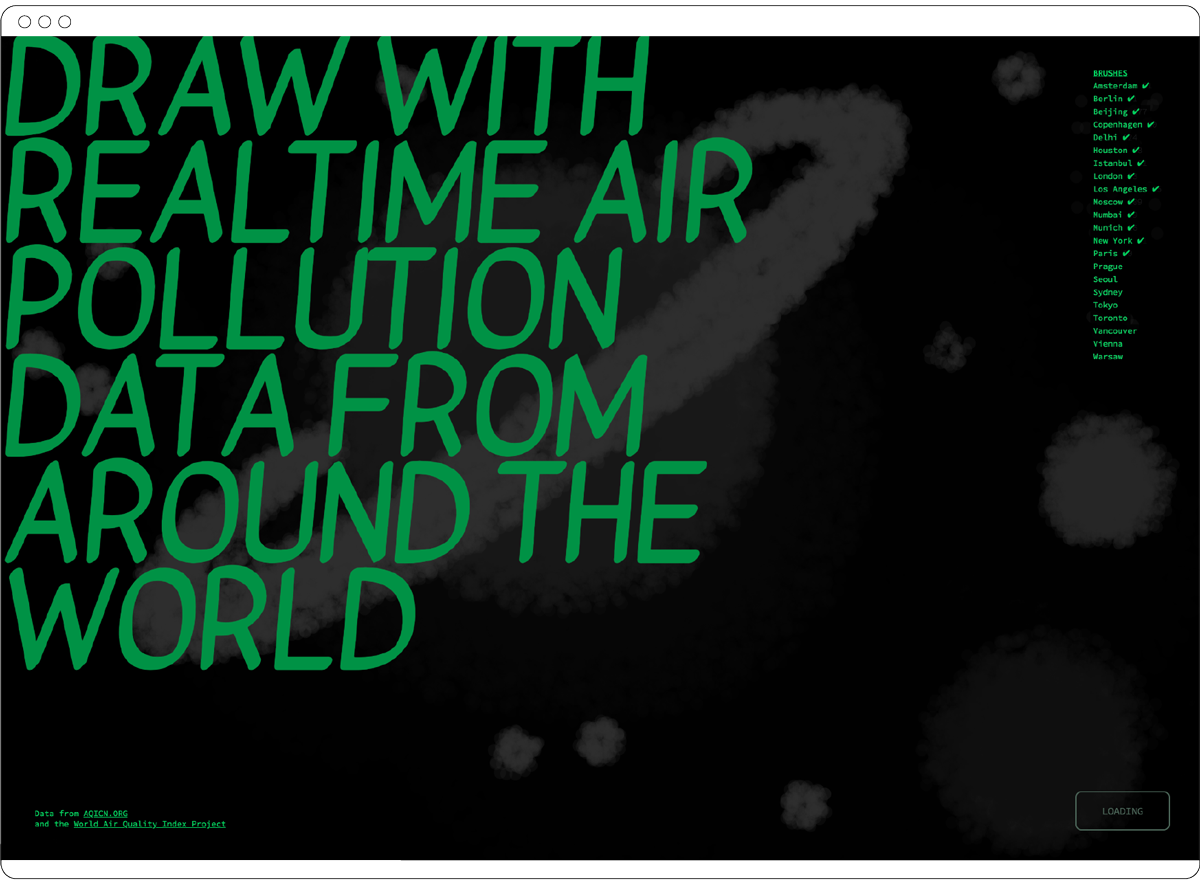 DRAW WITH
REALTIME AIR
POLLUTION
DATA FROM
AROUND THE
WORLD
BRUSHES
Amsterdam ✔
Berlin ✔
Beijing ✔
Copenhagen ✔
Delhi ✔
Houston ✔
Istanbul ✔
London ✔
Los Angeles ✔
Moscow ✔
Mumbai ✔
Munich ✔
New York ✔
Paris ✔
Prague
Seoul
Sydney
Tokyo
Toronto
Vancouver
Vienna
Warsaw
Data from AQICN.ORG
and the World Air Quality Index Project
LOADING